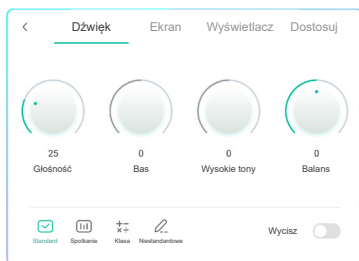 Dźwięk Ekran Wyświetlacz Dostosuj
25 0 0 0
Głośność Bas Wysokie tony Balans
Standard Spotkanie Klasa Niestandardowe Wycisz